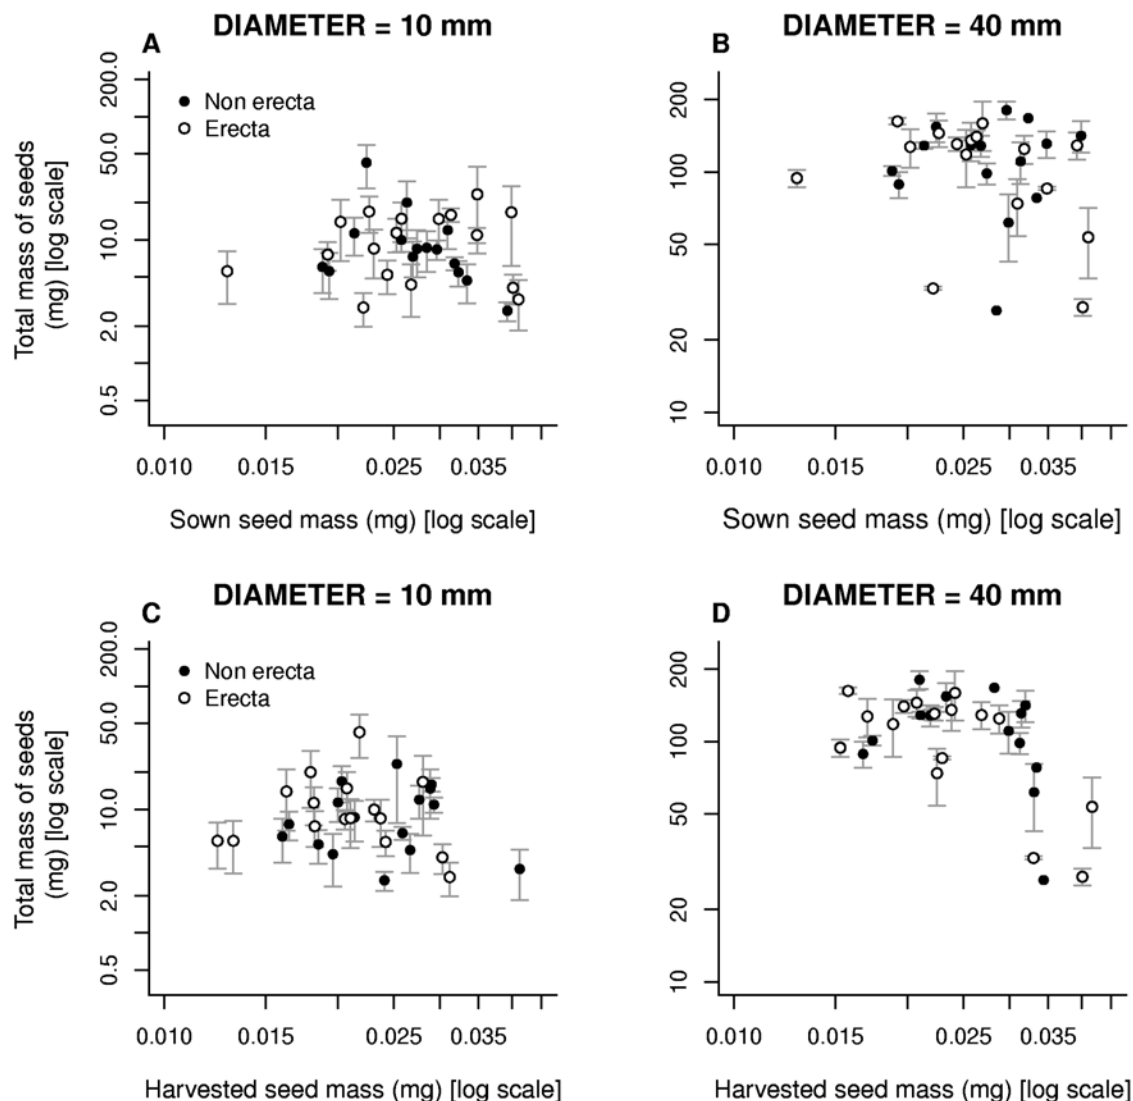 A
DIAMETER = 10 mm
Total mass of seeds
(mg) [log scale]
200.0
50.0
10.0
2.0
0.5
Non erecta
Erecta
0.010
0.015
0.025
0.035
Sown seed mass (mg) [log scale]
B
DIAMETER = 40 mm
200
100
50
20
10
0.010
0.015
0.025
0.035
Sown seed mass (mg) [log scale]
C
DIAMETER = 10 mm
Total mass of seeds
(mg) [log scale]
200.0
50.0
10.0
2.0
0.5
Non erecta
Erecta
0.010
0.015
0.025
0.035
Harvested seed mass (mg) [log scale]
D
DIAMETER = 40 mm
200
100
50
20
10
0.010
0.015
0.025
0.035
Harvested seed mass (mg) [log scale]